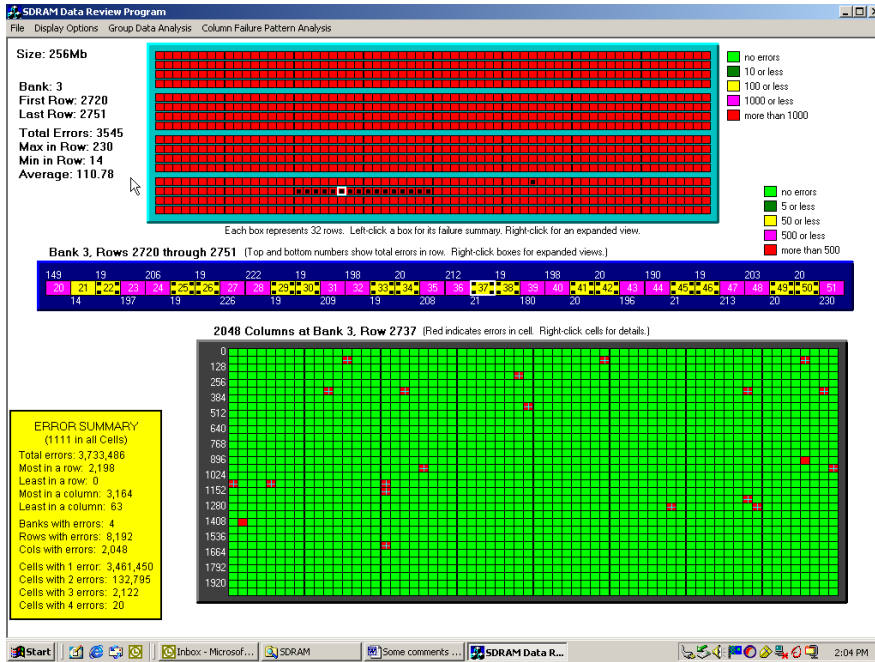 SDRAM Data Review Program
File Display Options Group Data Analysis Column Failure Pattern Analysis
Size: 256Mb
Bank: 3
First Row: 2720
Last Row: 2751
Total Errors: 3545
Max in Row: 230
Min in Row: 14
Average: 110.78
no errors
10 or less
100 or less
1000 or less
more than 1000
Each box represents 32 rows. Left-click a box for its failure summary. Right-click for an expanded view.
no errors
5 or less
50 or less
500 or less
more than 500
Bank 3, Rows 2720 through 2751 (Top and bottom numbers show total errors in row. Right-click boxes for expanded views.)
149 19 206 19 222 19 198 20 212 19 198 20 190 19 203 20
20 21 22 23 24 25 26 27 28 29 30 31 32 33 34 35 36 37 38 39 40 41 42 43 44 45 46 47 48 49 50 51
14 197 19 226 19 209 19 208 21 180 20 196 21 213 20 230
2048 Columns at Bank 3, Row 2737 (Red indicates errors in cell. Right-click cells for details.)
0
128
256
384
512
640
768
896
1024
1152
1280
1408
1536
1664
1792
1920
ERROR SUMMARY
(1111 in all Cells)
Total errors: 3,733,486
Most in a row: 2,198
Least in a row: 0
Most in a column: 3,164
Least in a column: 63
Banks with errors: 4
Rows with errors: 8,192
Cols with errors: 2,048
Cells with 1 error: 3,461,450
Cells with 2 errors: 132,795
Cells with 3 errors: 2,122
Cells with 4 errors: 20
Start Inbox - Microsof... SDRAM Some comments ... SDRAM Data R... 2:04 PM